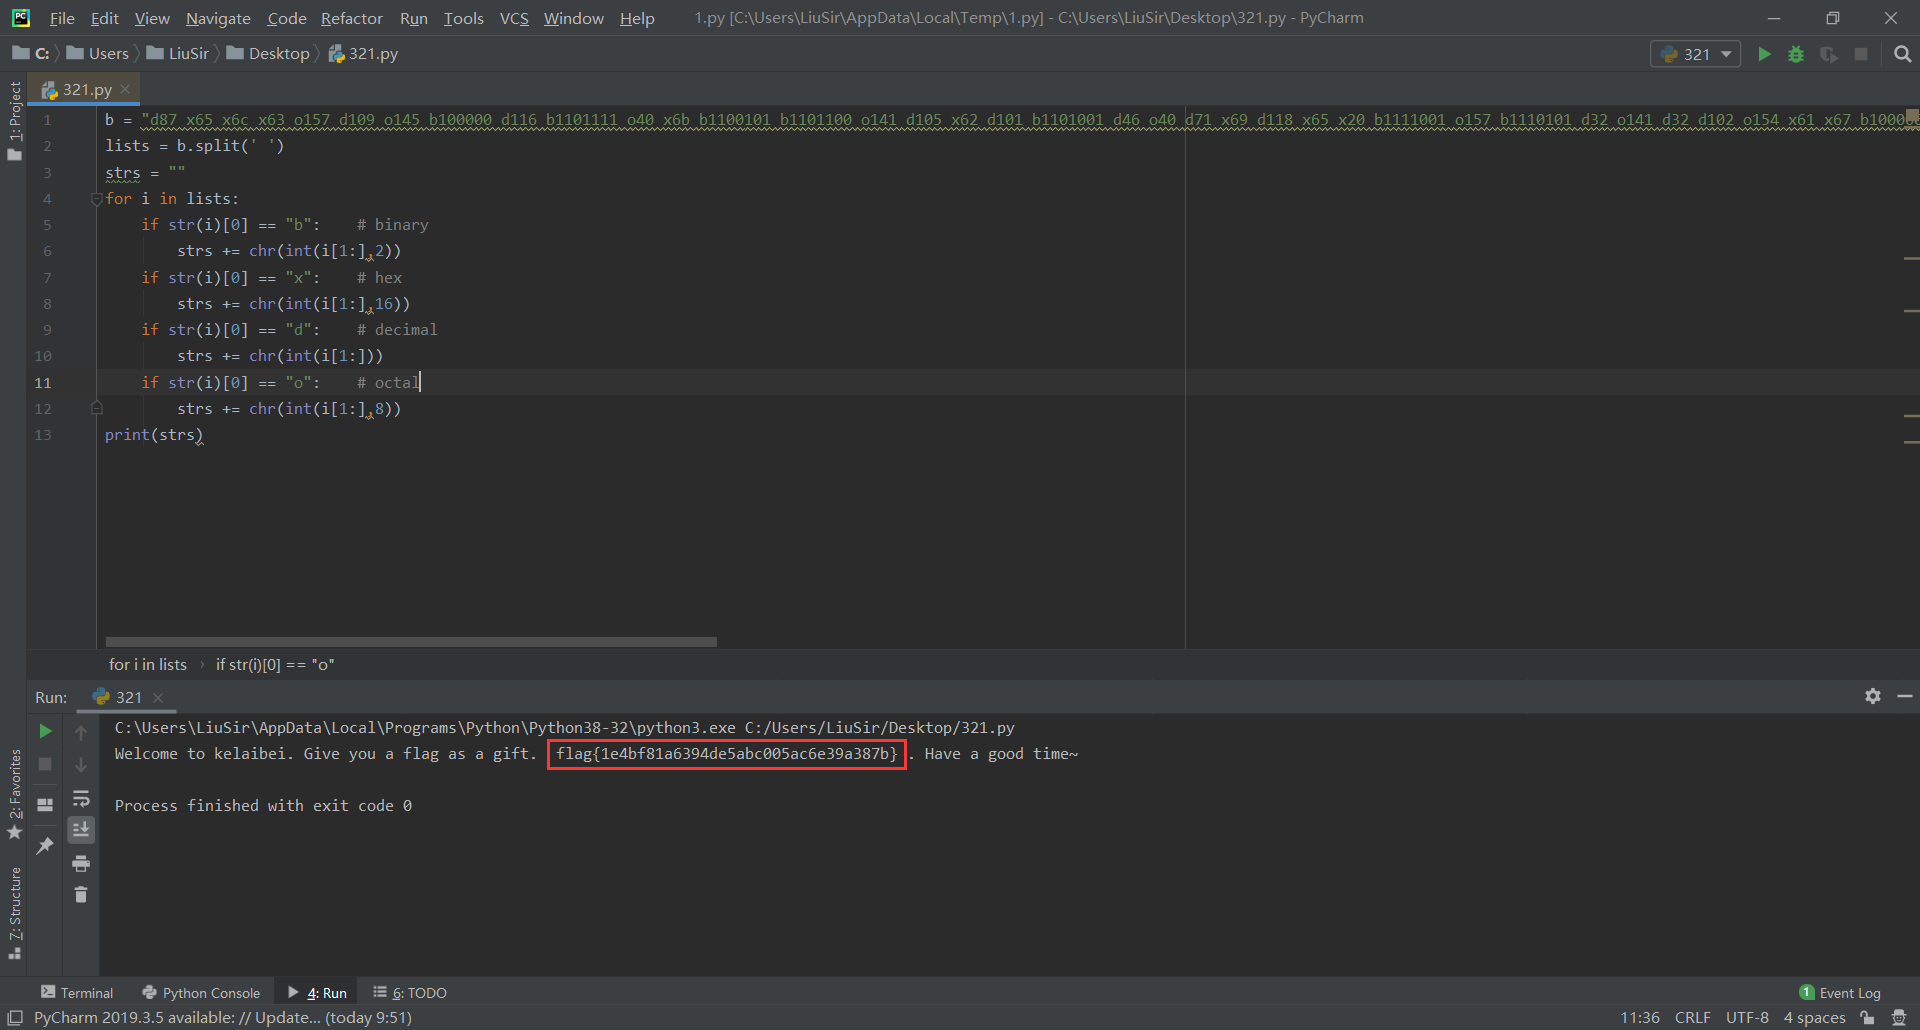 File Edit View Navigate Code Refactor Run Tools VCS Window Help 1.py [C:\Users\LiuSir\AppData\Local\Temp\1.py] - C:\Users\LiuSir\Desktop\321.py - PyCharm
C: Users LiuSir Desktop 321.py 321
1: Project
321.py
1 b = "d87 x65 x6c x63 o157 d109 o145 b100000 d116 b1101111 o40 x6b b1100101 b1101100 o141 d105 x62 d101 b1101001 d46 o40 d71 x69 d118 x65 x20 b1111001 o157 b1110101 d32 o141 d32 d102 o154 x61 x67
2 lists = b.split(' ')
3 strs = ""
4 for i in lists:
5 if str(i)[0] == "b": # binary
6 strs += chr(int(i[1:],2))
7 if str(i)[0] == "x": # hex
8 strs += chr(int(i[1:],16))
9 if str(i)[0] == "d": # decimal
10 strs += chr(int(i[1:]))
11 if str(i)[0] == "o": # octal
12 strs += chr(int(i[1:],8))
13 print(strs)
for i in lists › if str(i)[0] == "o"
Run: 321
C:\Users\LiuSir\AppData\Local\Programs\Python\Python38-32\python3.exe C:/Users/LiuSir/Desktop/321.py
Welcome to kelaibei. Give you a flag as a gift. flag{1e4bf81a6394de5abc005ac6e39a387b} . Have a good time~
Process finished with exit code 0
2: Favorites
7: Structure
Terminal Python Console 4: Run 6: TODO 1 Event Log
PyCharm 2019.3.5 available: // Update... (today 9:51) 11:36 CRLF UTF-8 4 spaces